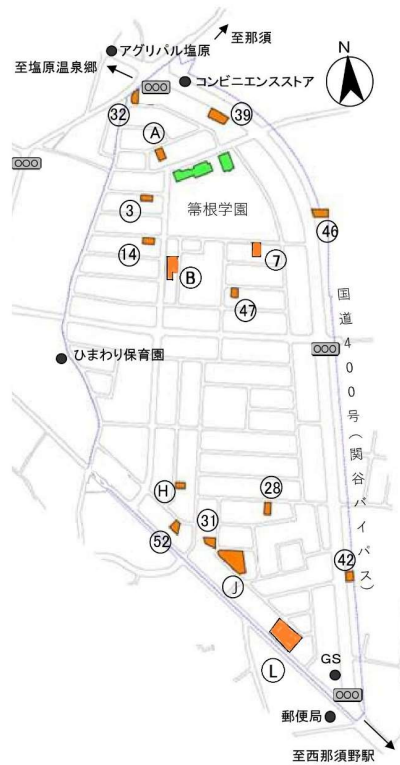 至那須
アグリパル塩原
至塩原温泉郷
コンビニエンスストア
N
32
39
A
3
箒根学園
46
14
7
B
47
国道400号(関谷バイパス)
ひまわり保育園
H
28
52
31
42
J
L
GS
郵便局
至西那須野駅